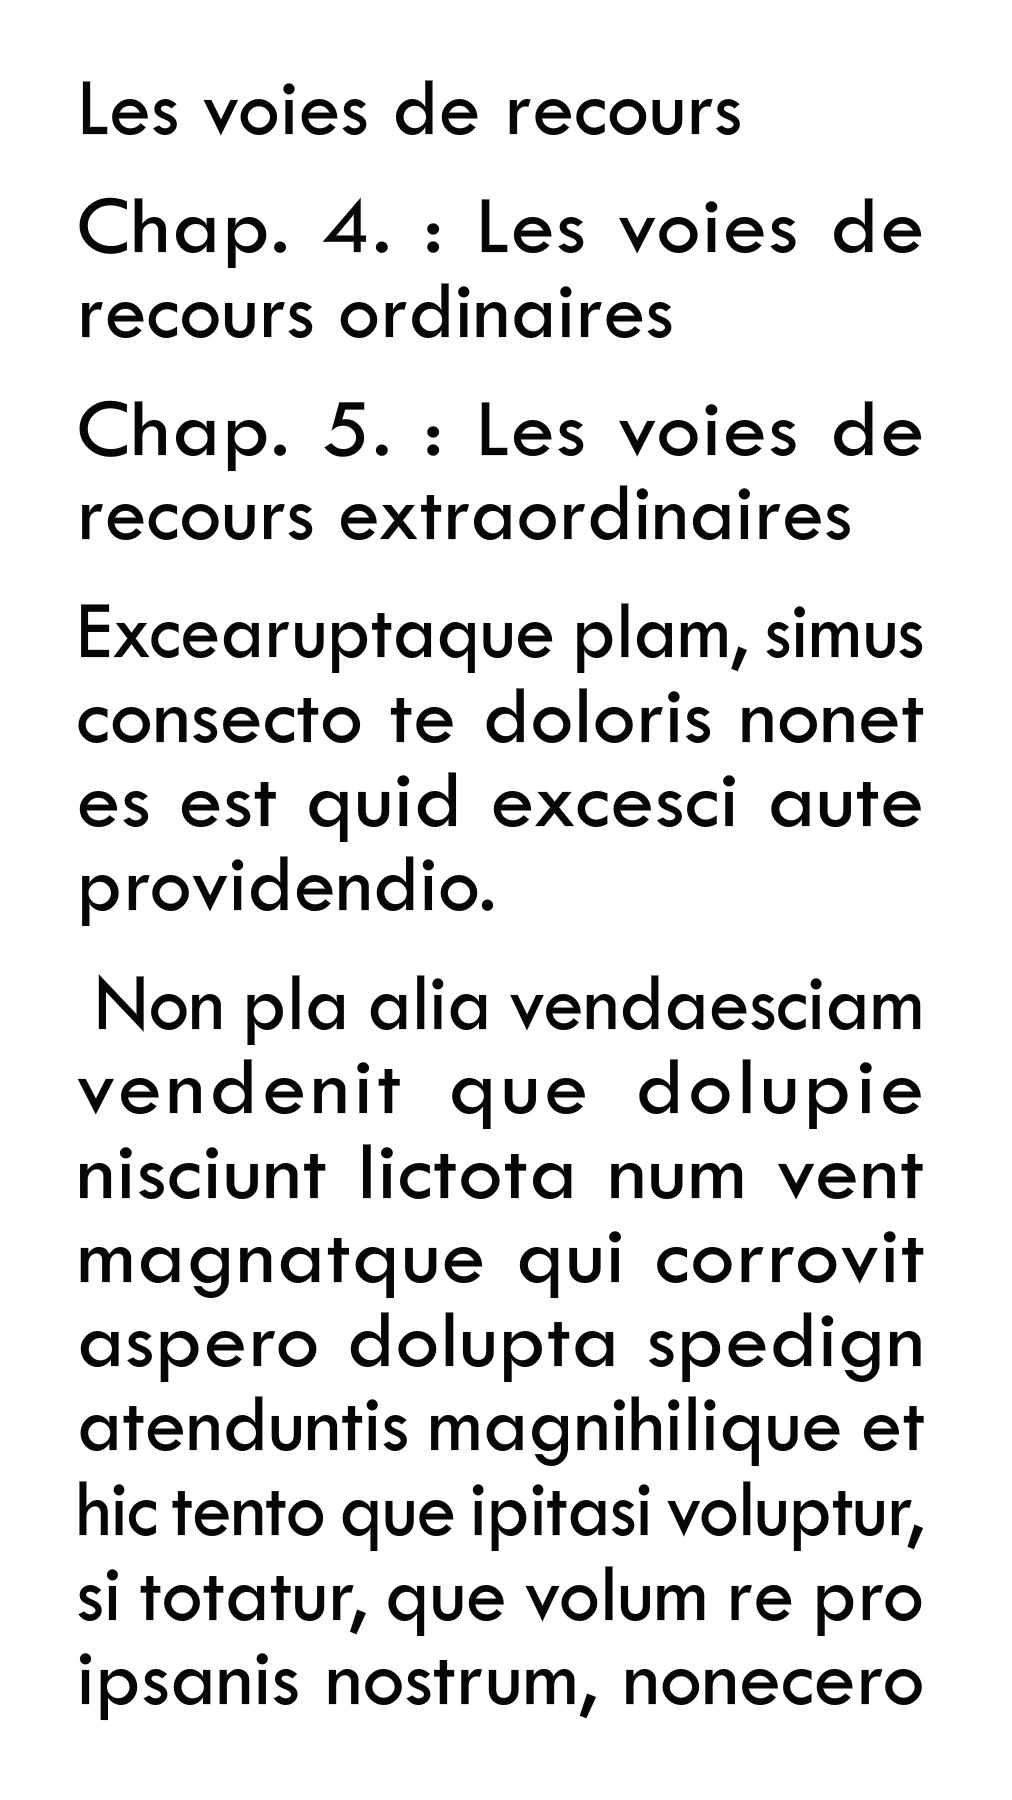 Les voies de recours
Chap. 4. : Les voies de
recours ordinaires
Chap. 5. : Les voies de
recours extraordinaires
Excearuptaque plam, simus
consecto te doloris nonet
es est quid excesci aute
providendio.
Non pla alia vendaesciam
vendenit que dolupie
nisciunt lictota num vent
magnatque qui corrovit
aspero dolupta spedign
atenduntis magnihilique et
hic tento que ipitasi voluptur,
si totatur, que volum re pro
ipsanis nostrum, nonecero